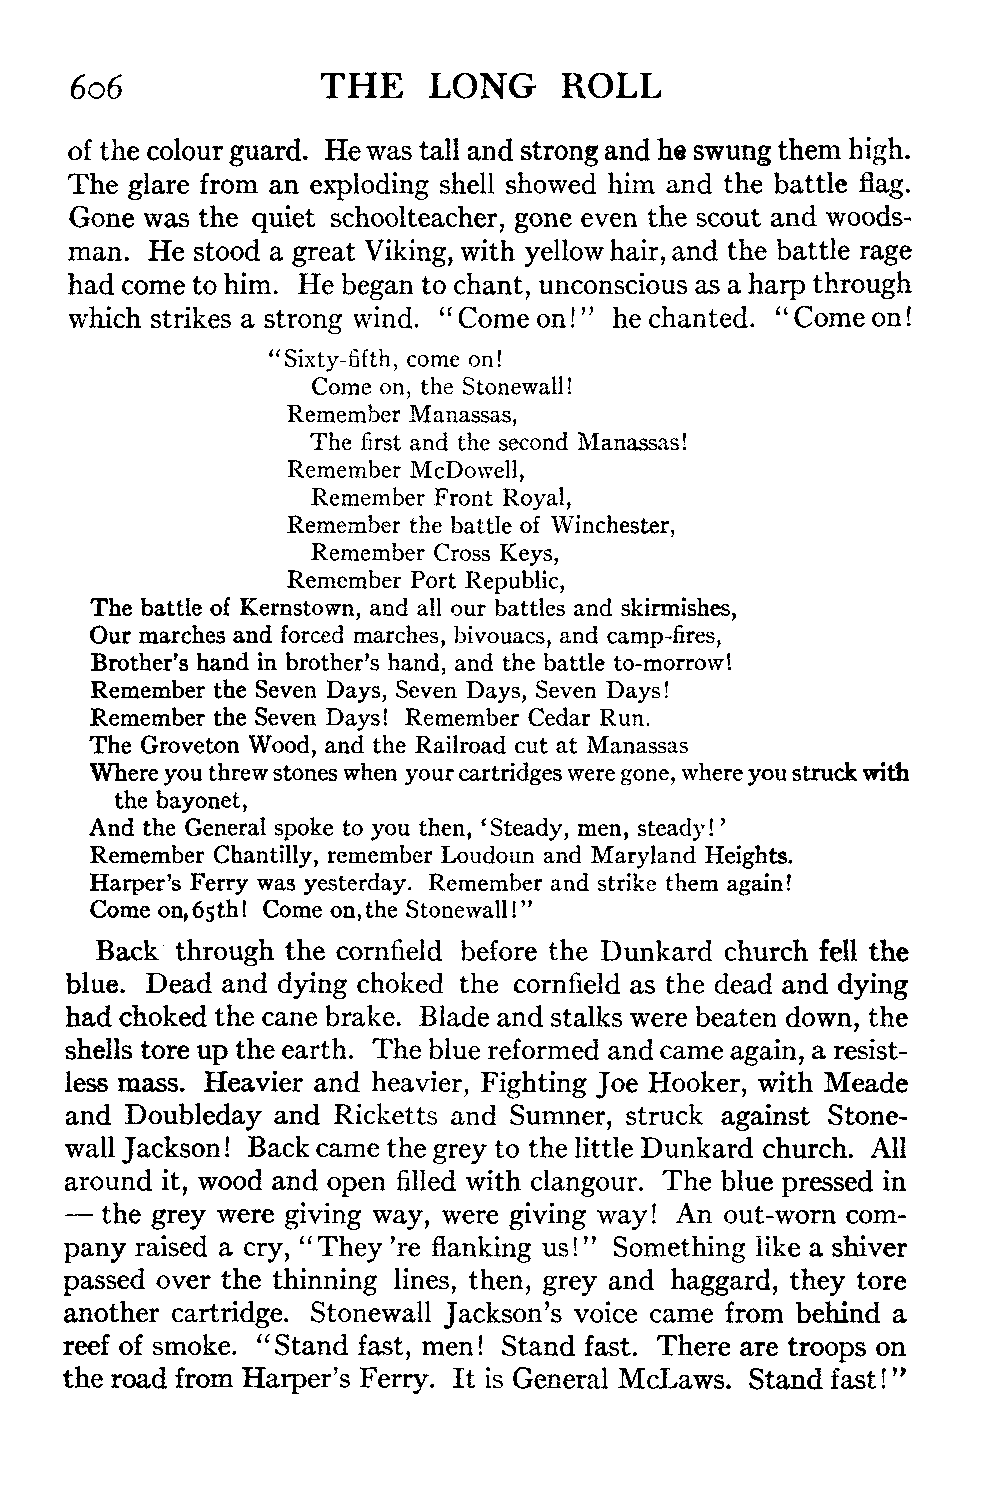 606 THE LONG ROLL
of the colour guard. He was tall and strong and he swung them high.
The glare from an exploding shell showed him and the battle flag.
Gone was the quiet schoolteacher, gone even the scout and woods-
man. He stood a great Viking, with yellow hair, and the battle rage
had come to him. He began to chant, unconscious as a harp through
which strikes a strong wind. "Come on!" he chanted. "Come on!
"Sixty-fifth, come on!
Come on, the Stonewall!
Remember Manassas,
The first and the second Manassas!
Remember McDowell,
Remember Front Royal,
Remember the battle of Winchester,
Remember Cross Keys,
Remember Port Republic,
The battle of Kernstown, and all our battles and skirmishes,
Our marches and forced marches, bivouacs, and camp-fires,
Brother's hand in brother's hand, and the battle to-morrow!
Remember the Seven Days, Seven Days, Seven Days!
Remember the Seven Days! Remember Cedar Run.
The Groveton Wood, and the Railroad cut at Manassas
Where you threw stones when your cartridges were gone, where you struck with
the bayonet,
And the General spoke to you then, 'Steady, men, steady!'
Remember Chantilly, remember Loudoun and Maryland Heights.
Harper's Ferry was yesterday. Remember and strike them again!
Come on, 65th! Come on, the Stonewall!"
Back through the cornfield before the Dunkard church fell the
blue. Dead and dying choked the cornfield as the dead and dying
had choked the cane brake. Blade and stalks were beaten down, the
shells tore up the earth. The blue reformed and came again, a resist-
less mass. Heavier and heavier, Fighting Joe Hooker, with Meade
and Doubleday and Ricketts and Sumner, struck against Stone-
wall Jackson! Back came the grey to the little Dunkard church. All
around it, wood and open filled with clangour. The blue pressed in
— the grey were giving way, were giving way! An out-worn com-
pany raised a cry, "They 're flanking us!" Something like a shiver
passed over the thinning lines, then, grey and haggard, they tore
another cartridge. Stonewall Jackson's voice came from behind a
reef of smoke. "Stand fast, men! Stand fast. There are troops on
the road from Harper's Ferry. It is General McLaws. Stand fast!"